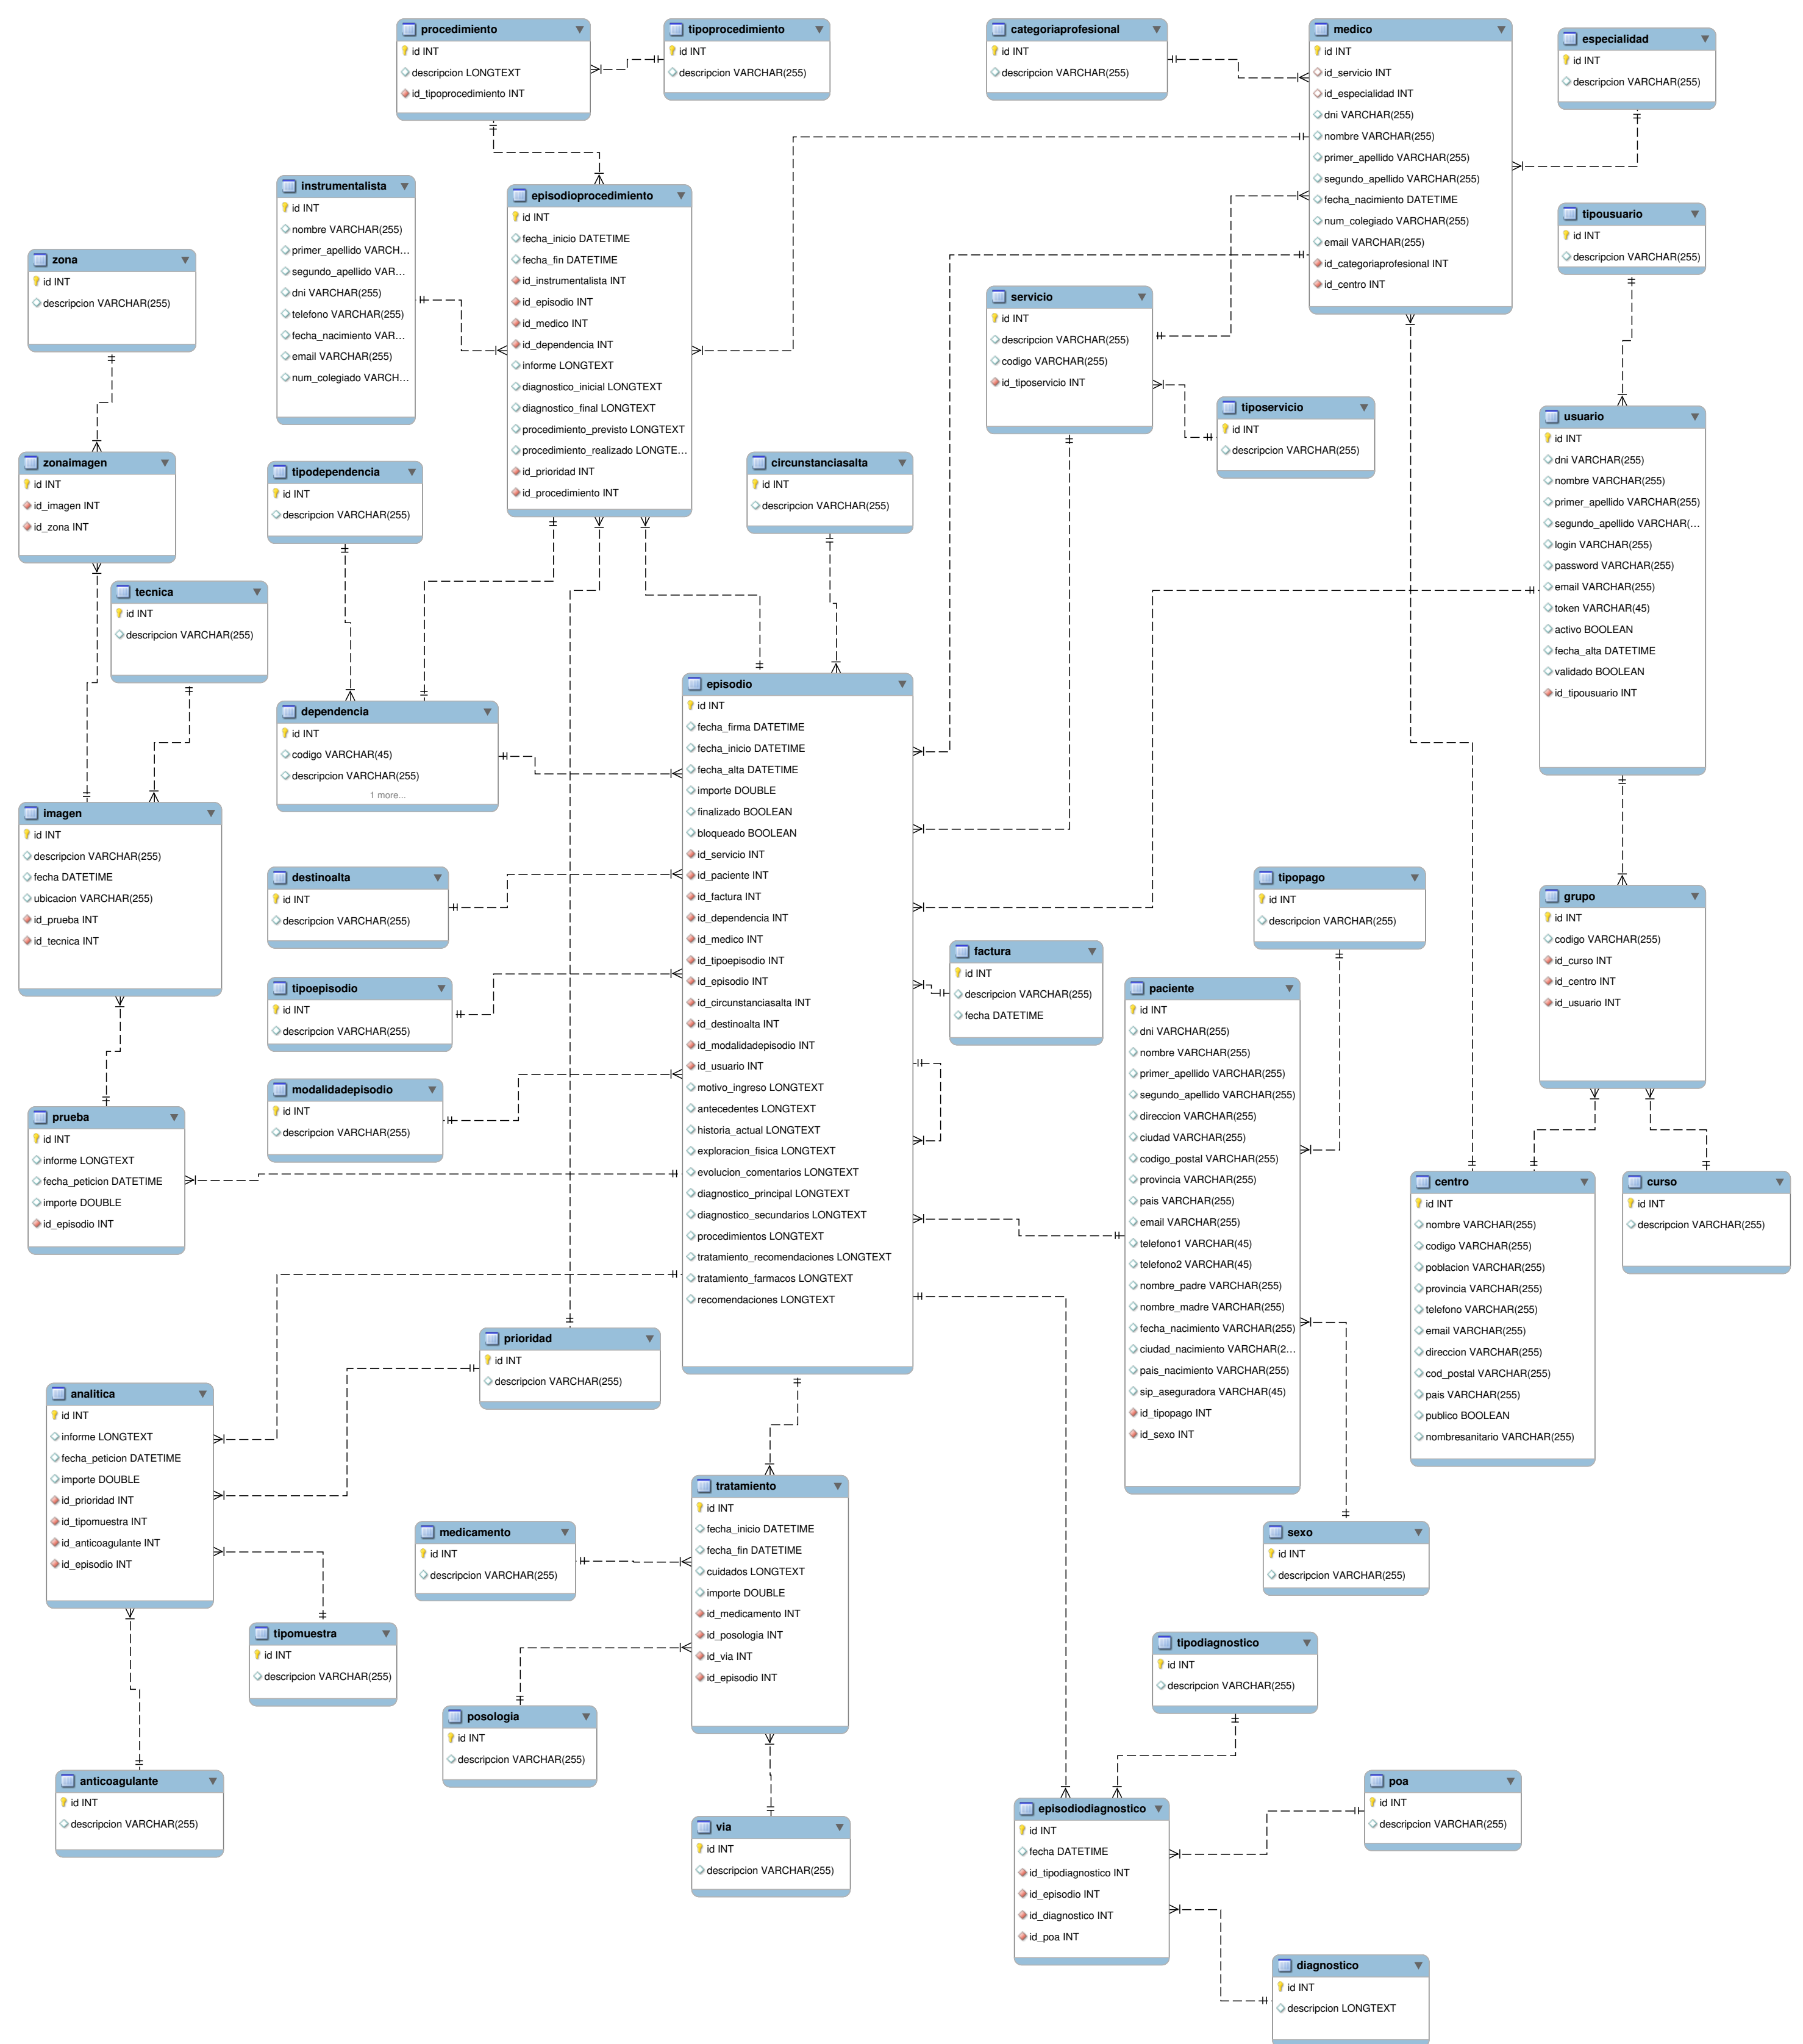 procedimiento
id INT
descripcion LONGTEXT
id_tipoprocedimiento INT
tipoprocedimiento
id INT
descripcion VARCHAR(255)
categoriaprofesional
id INT
descripcion VARCHAR(255)
medico
id INT
id_servicio INT
id_especialidad INT
dni VARCHAR(255)
nombre VARCHAR(255)
primer_apellido VARCHAR(255)
segundo_apellido VARCHAR(255)
fecha_nacimiento DATETIME
num_colegiado VARCHAR(255)
email VARCHAR(255)
id_categoriaprofesional INT
id_centro INT
especialidad
id INT
descripcion VARCHAR(255)
instrumentalista
id INT
nombre VARCHAR(255)
primer_apellido VARCH...
segundo_apellido VAR...
dni VARCHAR(255)
telefono VARCHAR(255)
fecha_nacimiento VAR...
email VARCHAR(255)
num_colegiado VARCH...
episodioprocedimiento
id INT
fecha_inicio DATETIME
fecha_fin DATETIME
id_instrumentalista INT
id_episodio INT
id_medico INT
id_dependencia INT
informe LONGTEXT
diagnostico_inicial LONGTEXT
diagnostico_final LONGTEXT
procedimiento_previsto LONGTEXT
procedimiento_realizado LONGTE...
id_prioridad INT
id_procedimiento INT
tipousuario
id INT
descripcion VARCHAR(255)
zona
id INT
descripcion VARCHAR(255)
servicio
id INT
descripcion VARCHAR(255)
codigo VARCHAR(255)
id_tiposervicio INT
tiposervicio
id INT
descripcion VARCHAR(255)
usuario
id INT
dni VARCHAR(255)
nombre VARCHAR(255)
primer_apellido VARCHAR(255)
segundo_apellido VARCHAR(...
login VARCHAR(255)
password VARCHAR(255)
email VARCHAR(255)
token VARCHAR(45)
activo BOOLEAN
fecha_alta DATETIME
validado BOOLEAN
id_tipousuario INT
zonaimagen
id INT
id_imagen INT
id_zona INT
tipodependencia
id INT
descripcion VARCHAR(255)
circunstanciasalta
id INT
descripcion VARCHAR(255)
tecnica
id INT
descripcion VARCHAR(255)
dependencia
id INT
codigo VARCHAR(45)
descripcion VARCHAR(255)
1 more...
episodio
id INT
fecha_firma DATETIME
fecha_inicio DATETIME
fecha_alta DATETIME
importe DOUBLE
finalizado BOOLEAN
bloqueado BOOLEAN
id_servicio INT
id_paciente INT
id_factura INT
id_dependencia INT
id_medico INT
id_tipoepisodio INT
id_episodio INT
id_circunstanciasalta INT
id_destinoalta INT
id_modalidadepisodio INT
id_usuario INT
motivo_ingreso LONGTEXT
antecedentes LONGTEXT
historia_actual LONGTEXT
exploracion_fisica LONGTEXT
evolucion_comentarios LONGTEXT
diagnostico_principal LONGTEXT
diagnostico_secundarios LONGTEXT
procedimientos LONGTEXT
tratamiento_recomendaciones LONGTEXT
tratamiento_farmacos LONGTEXT
recomendaciones LONGTEXT
imagen
id INT
descripcion VARCHAR(255)
fecha DATETIME
ubicacion VARCHAR(255)
id_prueba INT
id_tecnica INT
destinoalta
id INT
descripcion VARCHAR(255)
tipopago
id INT
descripcion VARCHAR(255)
grupo
id INT
codigo VARCHAR(255)
id_curso INT
id_centro INT
id_usuario INT
factura
id INT
descripcion VARCHAR(255)
fecha DATETIME
tipoepisodio
id INT
descripcion VARCHAR(255)
paciente
id INT
dni VARCHAR(255)
nombre VARCHAR(255)
primer_apellido VARCHAR(255)
segundo_apellido VARCHAR(255)
direccion VARCHAR(255)
ciudad VARCHAR(255)
codigo_postal VARCHAR(255)
provincia VARCHAR(255)
pais VARCHAR(255)
email VARCHAR(255)
telefono1 VARCHAR(45)
telefono2 VARCHAR(45)
nombre_padre VARCHAR(255)
nombre_madre VARCHAR(255)
fecha_nacimiento VARCHAR(255)
ciudad_nacimiento VARCHAR(2...
pais_nacimiento VARCHAR(255)
sip_aseguradora VARCHAR(45)
id_tipopago INT
id_sexo INT
modalidadepisodio
id INT
descripcion VARCHAR(255)
prueba
id INT
informe LONGTEXT
fecha_peticion DATETIME
importe DOUBLE
id_episodio INT
centro
id INT
nombre VARCHAR(255)
codigo VARCHAR(255)
poblacion VARCHAR(255)
provincia VARCHAR(255)
telefono VARCHAR(255)
email VARCHAR(255)
direccion VARCHAR(255)
cod_postal VARCHAR(255)
pais VARCHAR(255)
publico BOOLEAN
nombresanitario VARCHAR(255)
curso
id INT
descripcion VARCHAR(255)
prioridad
id INT
descripcion VARCHAR(255)
analitica
id INT
informe LONGTEXT
fecha_peticion DATETIME
importe DOUBLE
id_prioridad INT
id_tipomuestra INT
id_anticoagulante INT
id_episodio INT
tratamiento
id INT
fecha_inicio DATETIME
fecha_fin DATETIME
cuidados LONGTEXT
importe DOUBLE
id_medicamento INT
id_posologia INT
id_via INT
id_episodio INT
medicamento
id INT
descripcion VARCHAR(255)
sexo
id INT
descripcion VARCHAR(255)
tipomuestra
id INT
descripcion VARCHAR(255)
tipodiagnostico
id INT
descripcion VARCHAR(255)
posologia
id INT
descripcion VARCHAR(255)
anticoagulante
id INT
descripcion VARCHAR(255)
via
id INT
descripcion VARCHAR(255)
episodiodiagnostico
id INT
fecha DATETIME
id_tipodiagnostico INT
id_episodio INT
id_diagnostico INT
id_poa INT
poa
id INT
descripcion VARCHAR(255)
diagnostico
id INT
descripcion LONGTEXT